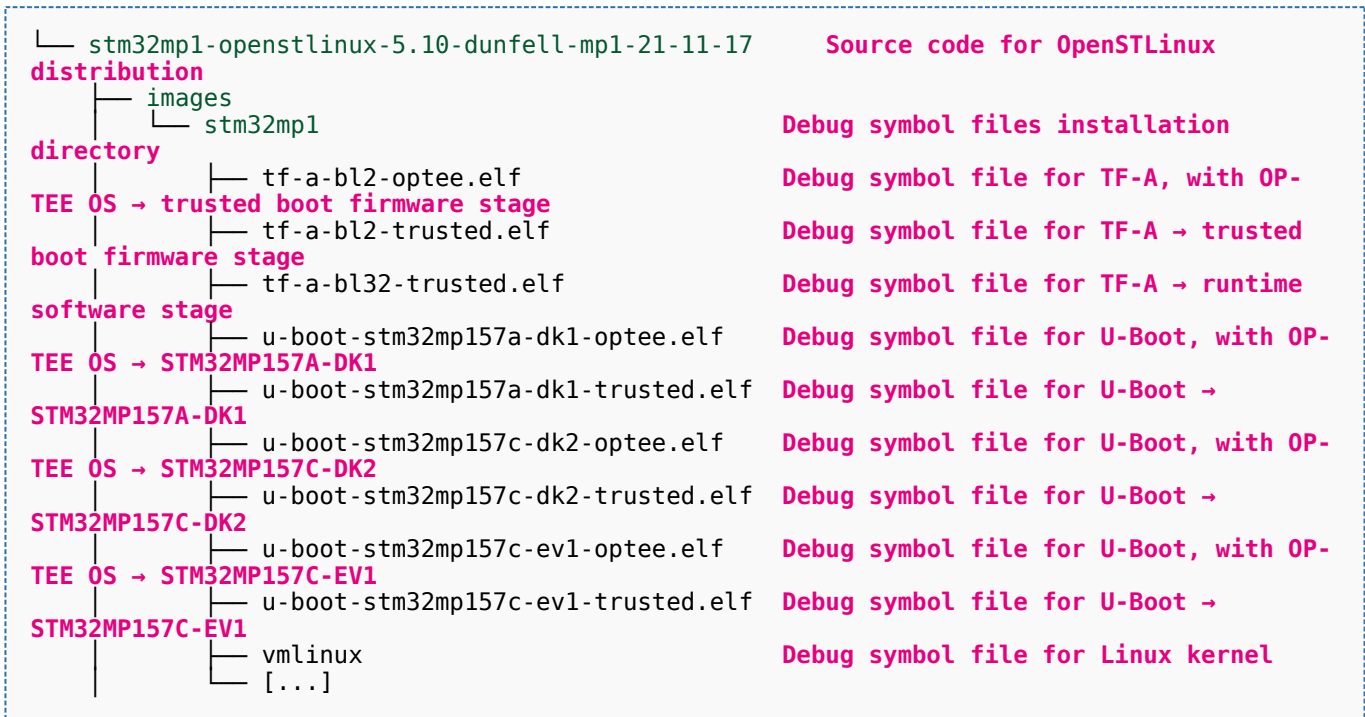 └── stm32mp1-openstlinux-5.10-dunfell-mp1-21-11-17     Source code for OpenSTLinux
distribution
    ├── images
    │   └── stm32mp1                                Debug symbol files installation
directory
    │       ├── tf-a-bl2-optee.elf                  Debug symbol file for TF-A, with OP-
TEE OS → trusted boot firmware stage
    │       ├── tf-a-bl2-trusted.elf                Debug symbol file for TF-A → trusted
boot firmware stage
    │       ├── tf-a-bl32-trusted.elf               Debug symbol file for TF-A → runtime
software stage
    │       ├── u-boot-stm32mp157a-dk1-optee.elf    Debug symbol file for U-Boot, with OP-
TEE OS → STM32MP157A-DK1
    │       ├── u-boot-stm32mp157a-dk1-trusted.elf  Debug symbol file for U-Boot →
STM32MP157A-DK1
    │       ├── u-boot-stm32mp157c-dk2-optee.elf    Debug symbol file for U-Boot, with OP-
TEE OS → STM32MP157C-DK2
    │       ├── u-boot-stm32mp157c-dk2-trusted.elf  Debug symbol file for U-Boot →
STM32MP157C-DK2
    │       ├── u-boot-stm32mp157c-ev1-optee.elf    Debug symbol file for U-Boot, with OP-
TEE OS → STM32MP157C-EV1
    │       ├── u-boot-stm32mp157c-ev1-trusted.elf  Debug symbol file for U-Boot →
STM32MP157C-EV1
    │       ├── vmlinux                             Debug symbol file for Linux kernel
    │       └── [...]